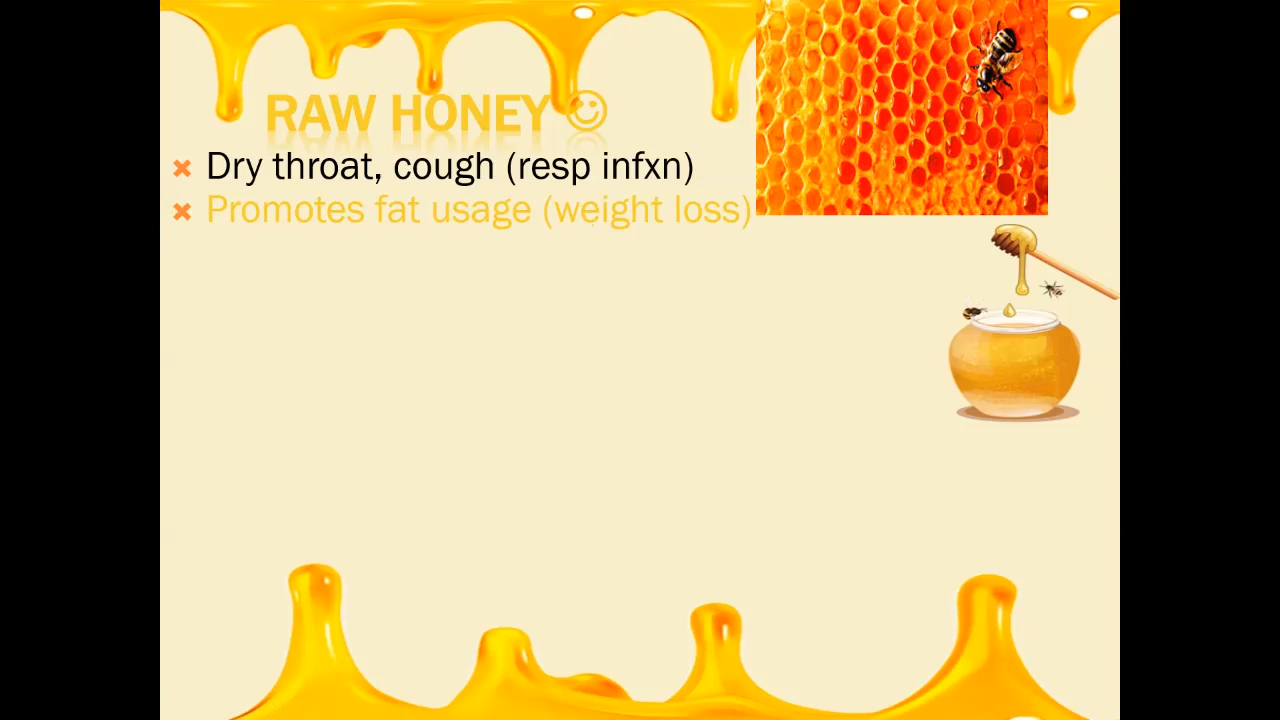 RAW HONEY ☺
Dry throat, cough (resp infxn)
Promotes fat usage (weight loss)